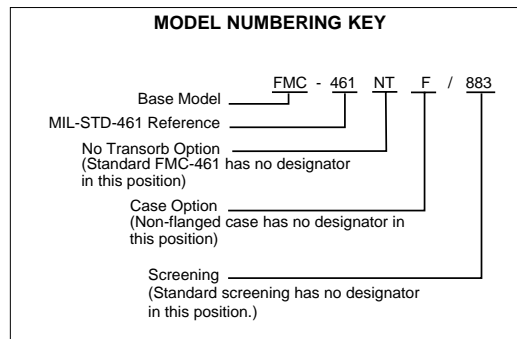 MODEL NUMBERING KEY
FMC - 461 NT F / 883
Base Model
MIL-STD-461 Reference
No Transorb Option
(Standard FMC-461 has no designator
in this position)
Case Option
(Non-flanged case has no designator in
this position)
Screening
(Standard screening has no designator
in this position.)